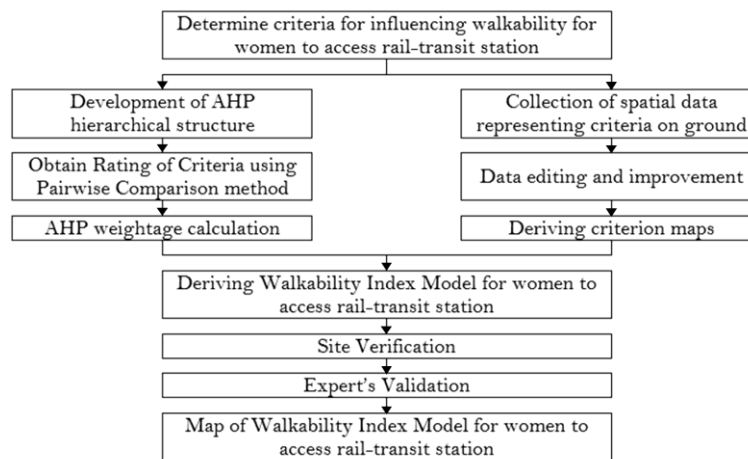 Determine criteria for influencing walkability for
women to access rail-transit station
Development of AHP
hierarchical structure
Obtain Rating of Criteria using
Pairwise Comparison method
AHP weightage calculation
Collection of spatial data
representing criteria on ground
Data editing and improvement
Deriving criterion maps
Deriving Walkability Index Model for women to
access rail-transit station
Site Verification
Expert's Validation
Map of Walkability Index Model for women to
access rail-transit station